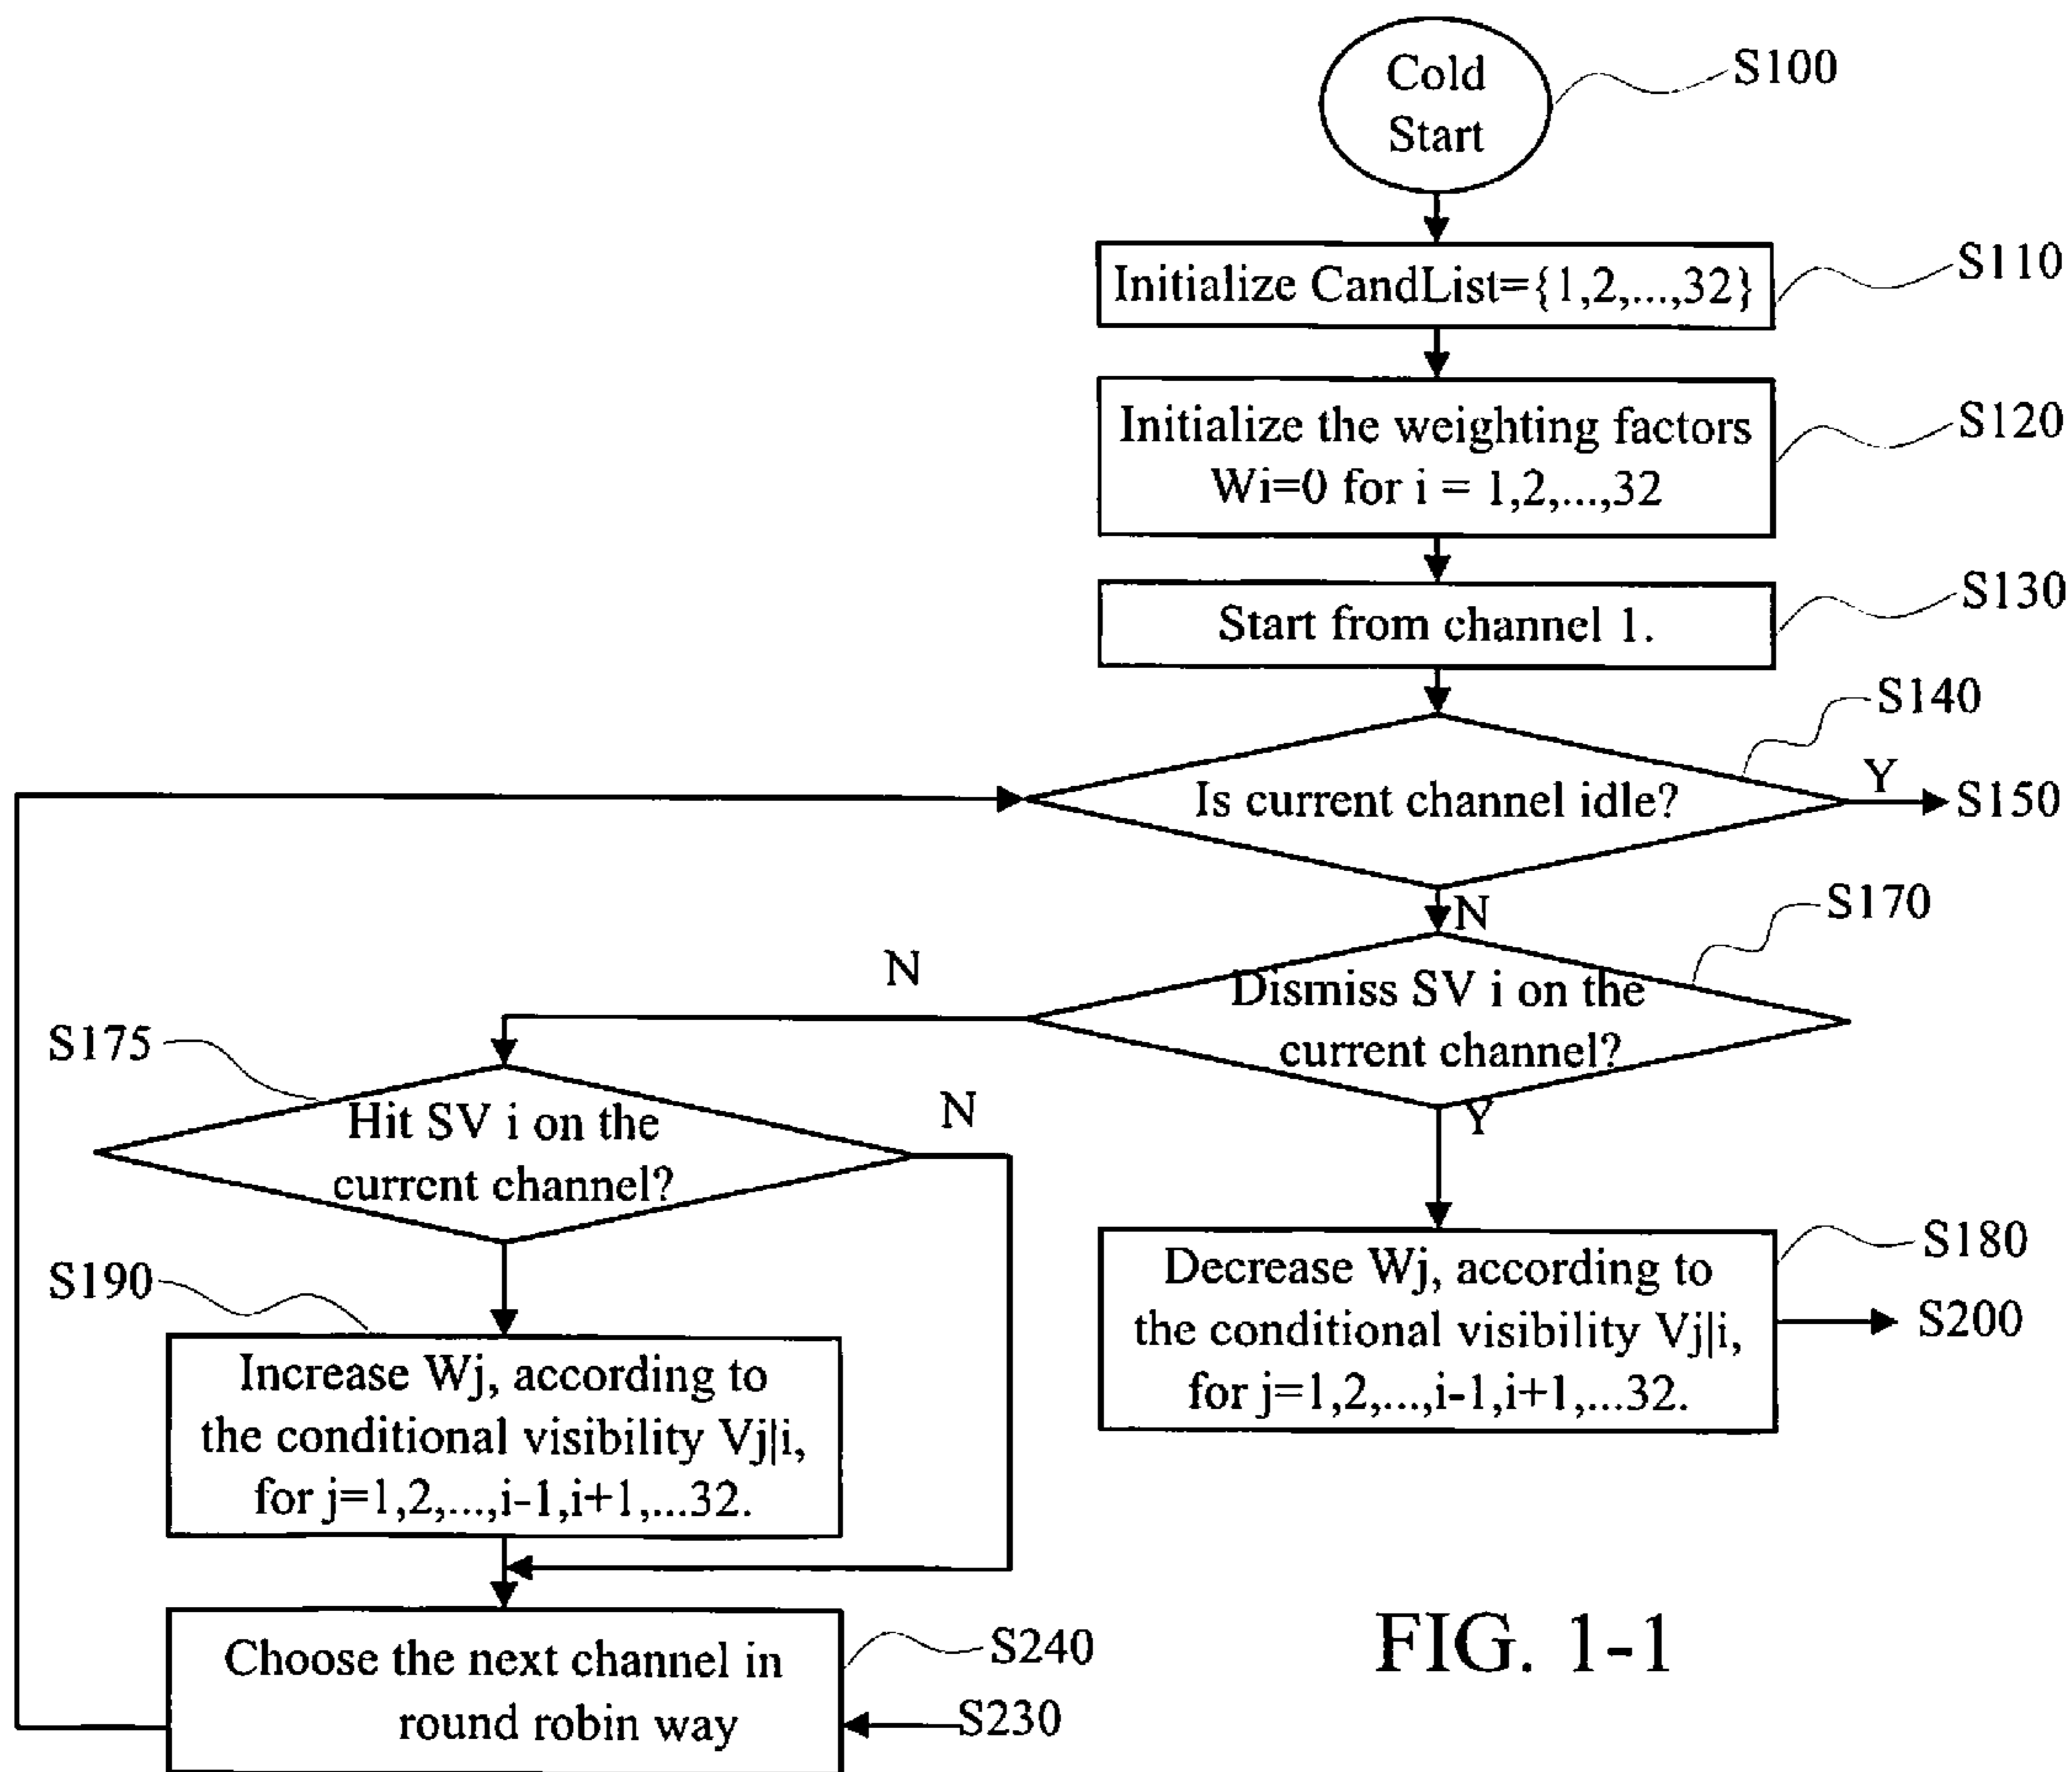 Cold
Start
S100
Initialize CandList={1,2,...,32}
S110
Initialize the weighting factors
Wi=0 for i = 1,2,...,32
S120
Start from channel 1.
S130
S140
Is current channel idle?
Y
S150
N
S170
Dismiss SV i on the
current channel?
N
Y
S175
Hit SV i on the
current channel?
N
S180
Decrease Wj, according to
the conditional visibility Vj|i,
for j=1,2,...,i-1,i+1,...32.
S200
S190
Increase Wj, according to
the conditional visibility Vj|i,
for j=1,2,...,i-1,i+1,...32.
Choose the next channel in
round robin way
S240
S230
FIG. 1-1